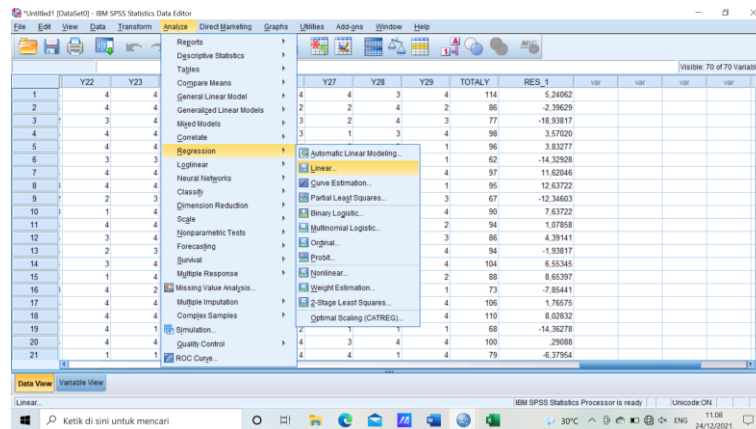 *Untitled1 [DataSet0] - IBM SPSS Statistics Data Editor
File Edit View Data Transform Analyze Direct Marketing Graphs Utilities Add-ons Window Help
Visible: 70 of 70 Variabl
Y22 Y23 Y27 Y28 Y29 TOTALY RES_1 var var var var
1 4 4 4 4 3 4 114 5,24062
2 4 4 2 2 4 2 86 -2,39629
3 3 4 3 2 4 3 77 -18,93817
4 4 4 3 1 3 4 98 3,57020
5 4 4 1 96 3,83277
6 3 3 1 62 -14,32928
7 4 4 4 97 11,62046
8 4 4 1 95 12,63722
9 2 3 3 67 -12,34603
10 1 4 4 90 7,63722
11 4 4 2 94 1,07858
12 3 4 3 86 4,39141
13 2 3 4 94 -1,93817
14 3 4 4 104 6,55345
15 1 4 2 88 8,65397
16 4 2 1 73 -7,85441
17 4 4 4 106 1,76575
18 4 4 4 110 8,02832
19 4 1 2 1 1 1 68 -14,36278
20 4 4 4 3 4 4 100 ,29088
21 1 1 4 4 1 4 79 -6,37954
Reports
Descriptive Statistics
Tables
Compare Means
General Linear Model
Generalized Linear Models
Mixed Models
Correlate
Regression
Loglinear
Neural Networks
Classify
Dimension Reduction
Scale
Nonparametric Tests
Forecasting
Survival
Multiple Response
Missing Value Analysis...
Multiple Imputation
Complex Samples
Simulation...
Quality Control
ROC Curve...
Automatic Linear Modeling...
Linear...
Curve Estimation...
Partial Least Squares...
Binary Logistic...
Multinomial Logistic...
Ordinal...
Probit...
Nonlinear...
Weight Estimation...
2-Stage Least Squares...
Optimal Scaling (CATREG)...
Data View Variable View
Linear... IBM SPSS Statistics Processor is ready Unicode:ON
Ketik di sini untuk mencari 30°C ENG 11.08
24/12/2021